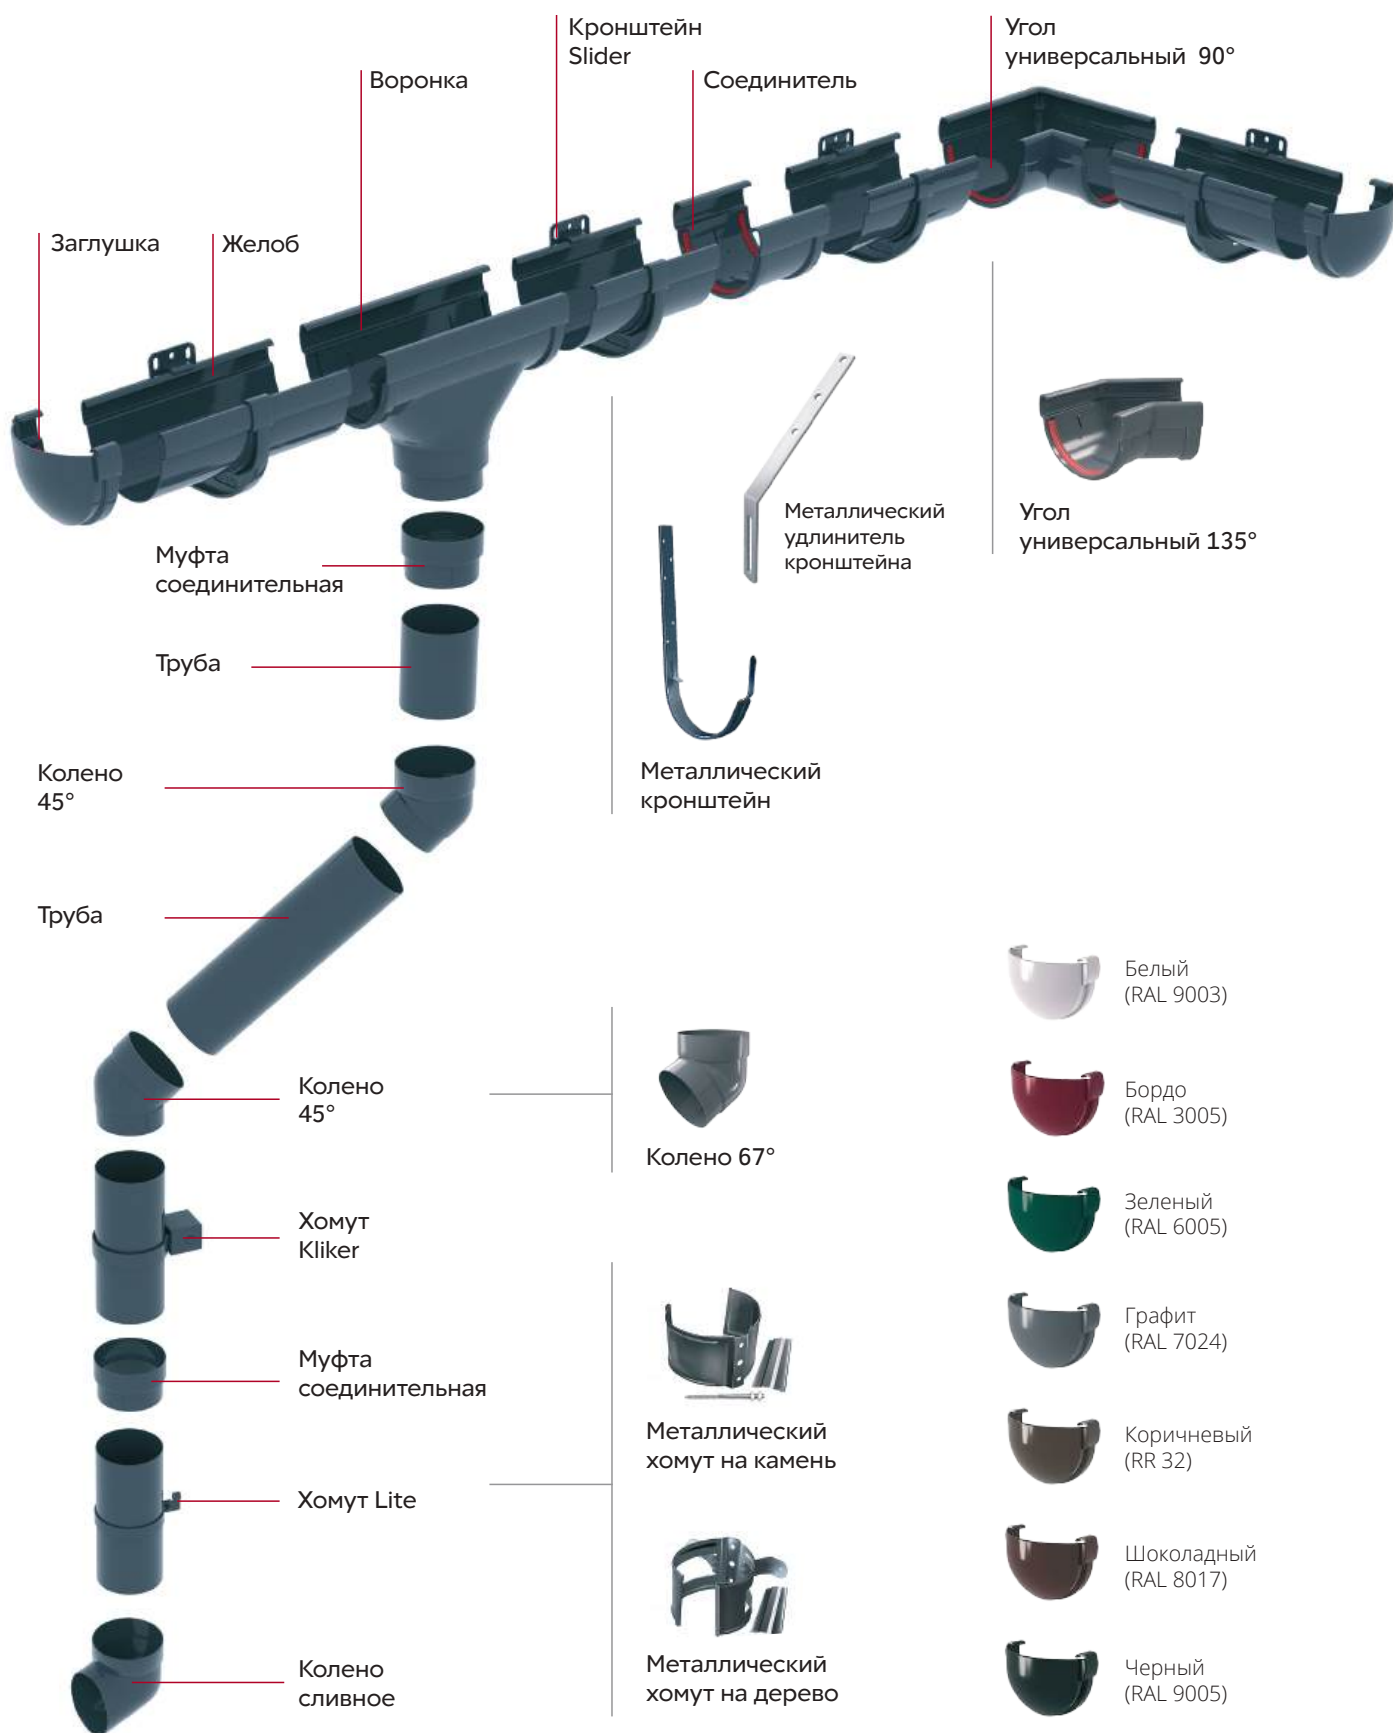 Кронштейн
Slider
Угол
универсальный 90°
Воронка
Соединитель
Заглушка
Желоб
Металлический
удлинитель
кронштейна
Угол
универсальный 135°
Муфта
соединительная
Труба
Металлический
кронштейн
Колено
45°
Труба
Белый
(RAL 9003)
Колено
45°
Колено 67°
Бордо
(RAL 3005)
Зеленый
(RAL 6005)
Хомут
Kliker
Графит
(RAL 7024)
Муфта
соединительная
Металлический
хомут на камень
Коричневый
(RR 32)
Хомут Lite
Шоколадный
(RAL 8017)
Колено
сливное
Металлический
хомут на дерево
Черный
(RAL 9005)